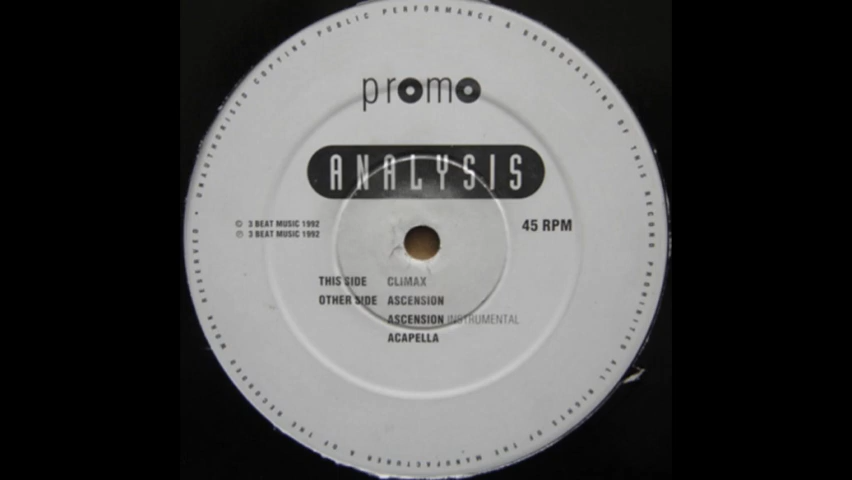 UNAUTHORISED COPYING PUBLIC PERFORMANCE & BROADCASTING OF THIS RECORD PROHIBITED ALL RIGHTS OF THE MANUFACTURER & OF THE RECORDED WORK RESERVED •
promo
ANALYSIS
© 3 BEAT MUSIC 1992
℗ 3 BEAT MUSIC 1992
45 RPM
THIS SIDE CLIMAX
OTHER SIDE ASCENSION
ASCENSION INSTRUMENTAL
ACAPELLA